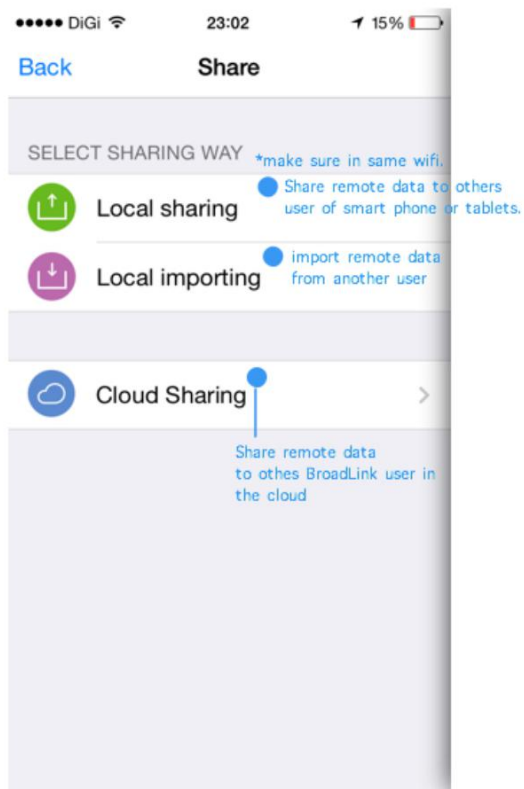 DiGi 23:02 15%
Back Share
SELECT SHARING WAY *make sure in same wifi.
Share remote data to others
Local sharing user of smart phone or tablets.
import remote data
Local importing from another user
Cloud Sharing
Share remote data
to othes BroadLink user in
the cloud